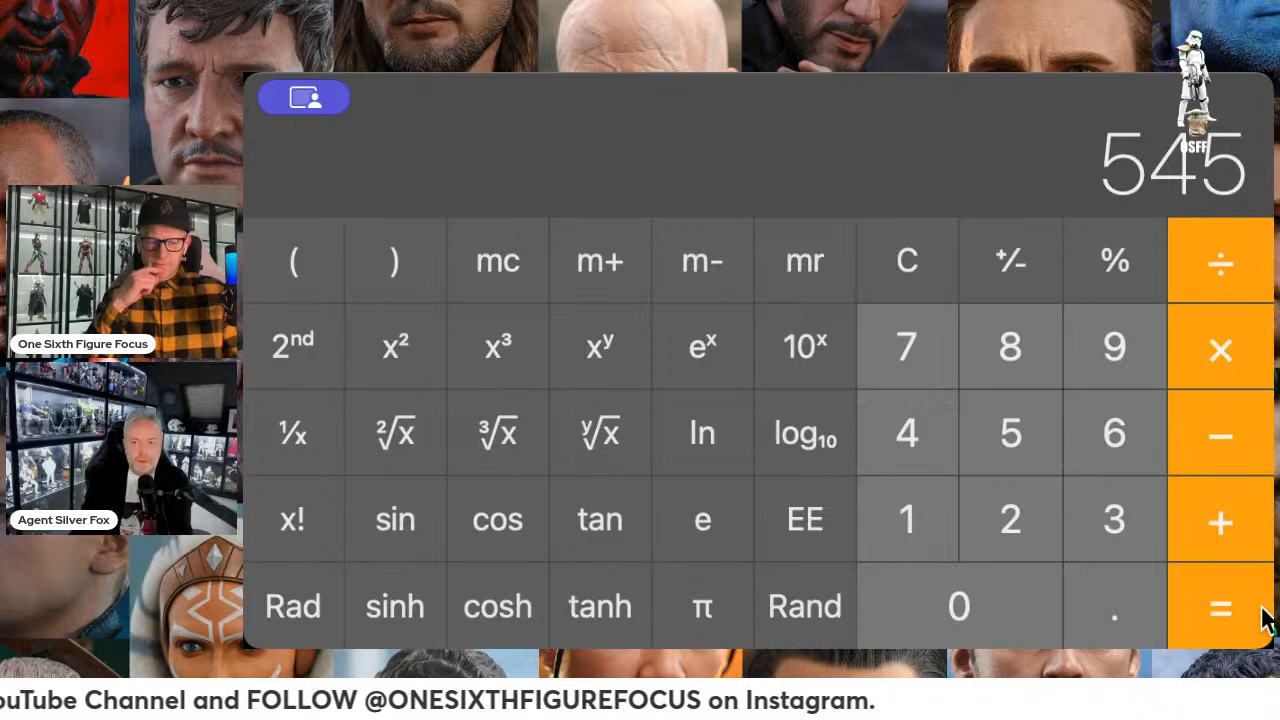 OSFF
545
( ) mc m+ m- mr C ⁺∕₋ % ÷
2ⁿᵈ x² x³ xʸ eˣ 10ˣ 7 8 9 ×
¹∕x ²√x ³√x ʸ√x ln log₁₀ 4 5 6 −
x! sin cos tan e EE 1 2 3 +
Rad sinh cosh tanh π Rand 0 . =
One Sixth Figure Focus
Agent Silver Fox
ouTube Channel and FOLLOW @ONESIXTHFIGUREFOCUS on Instagram.